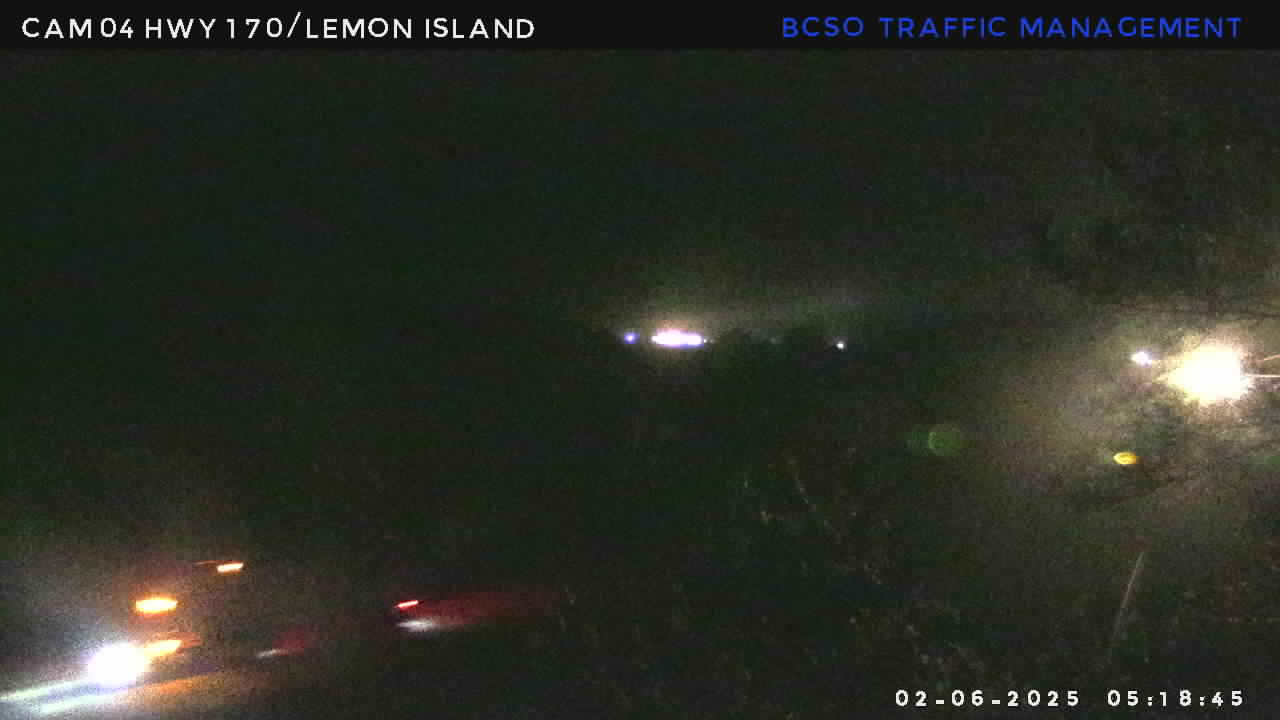 CAM04 HWY 170/LEMON ISLAND
BCSO TRAFFIC MANAGEMENT
02-06-2025 05:18:45